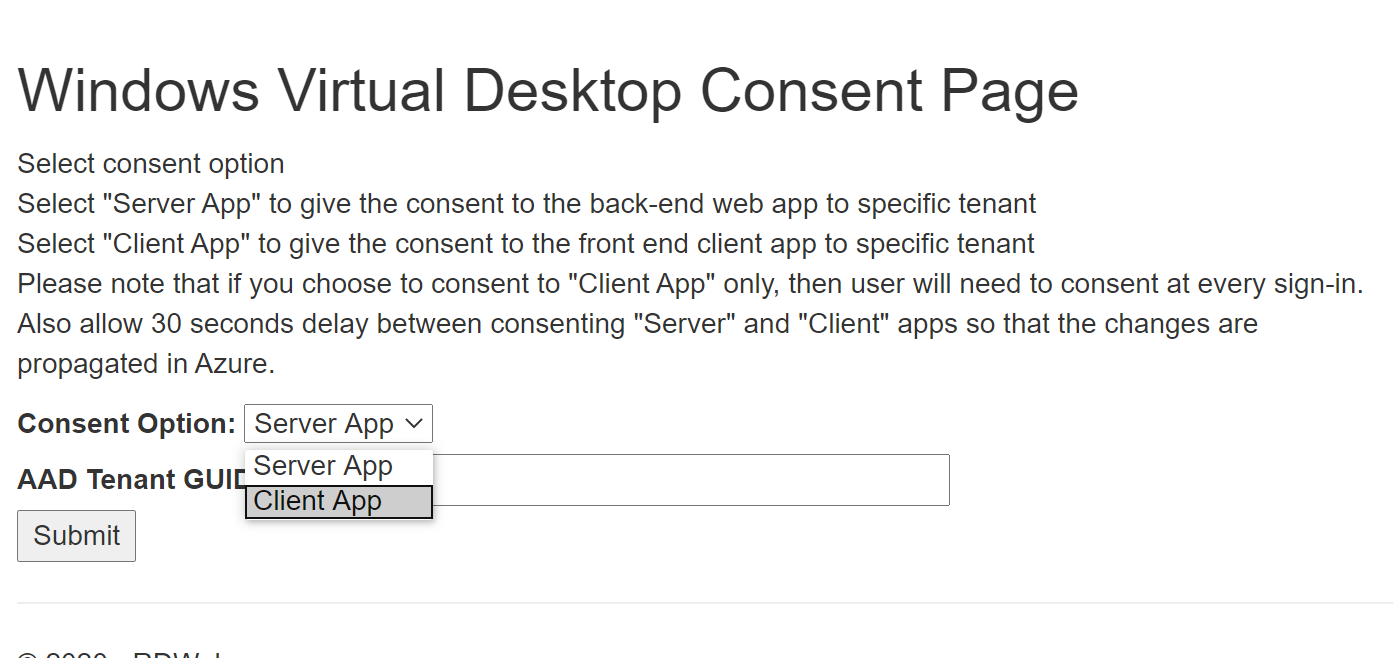 Windows Virtual Desktop Consent Page
Select consent option
Select "Server App" to give the consent to the back-end web app to specific tenant
Select "Client App" to give the consent to the front end client app to specific tenant
Please note that if you choose to consent to "Client App" only, then user will need to consent at every sign-in.
Also allow 30 seconds delay between consenting "Server" and "Client" apps so that the changes are
propagated in Azure.
Consent Option: Server App
Server App
AAD Tenant GUID
Client App
Submit
© 2020 - RDWeb